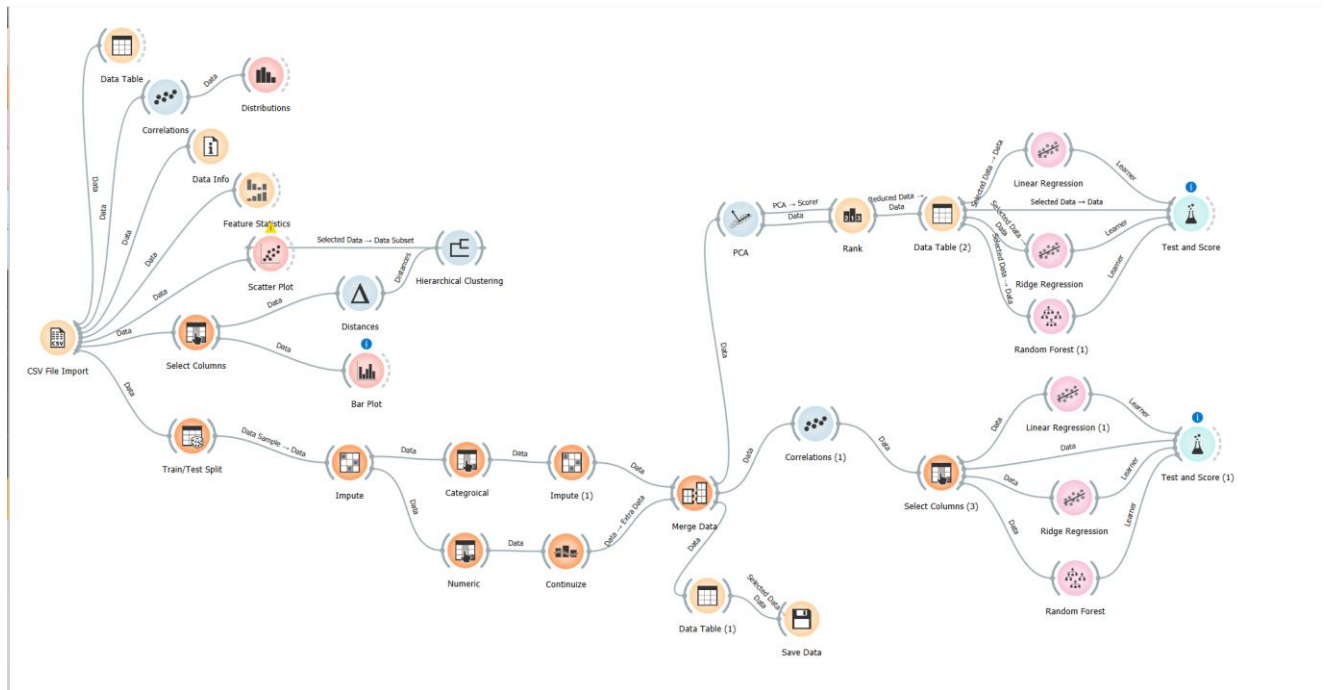 Data Table
Data
Distributions
Correlations
Data
Data
Data Info
Data
Feature Statistics
Data
Selected Data → Data Subset
Scatter Plot
Hierarchical Clustering
Distances
Data
Data
Distances
CSV
CSV File Import
Data
Select Columns
Data
Bar Plot
Data
Train/Test Split
Data Sample → Data
Impute
Data
Categroical
Data
Impute (1)
Data
Data
Numeric
Data
Continuize
Data → Extra Data
Merge Data
Data
PCA
PCA → Scorer
Data
Rank
Reduced Data →
Data
Data Table (2)
Selected Data → Data
Linear Regression
Learner
Selected Data → Data
Selected Data →
Data
Ridge Regression
Learner
Selected Data → Data
Random Forest (1)
Learner
Test and Score
Data
Correlations (1)
Data
Select Columns (3)
Data
Linear Regression (1)
Learner
Data
Data
Ridge Regression
Learner
Data
Random Forest
Learner
Test and Score (1)
Data
Data Table (1)
Selected Data
Data
Save Data